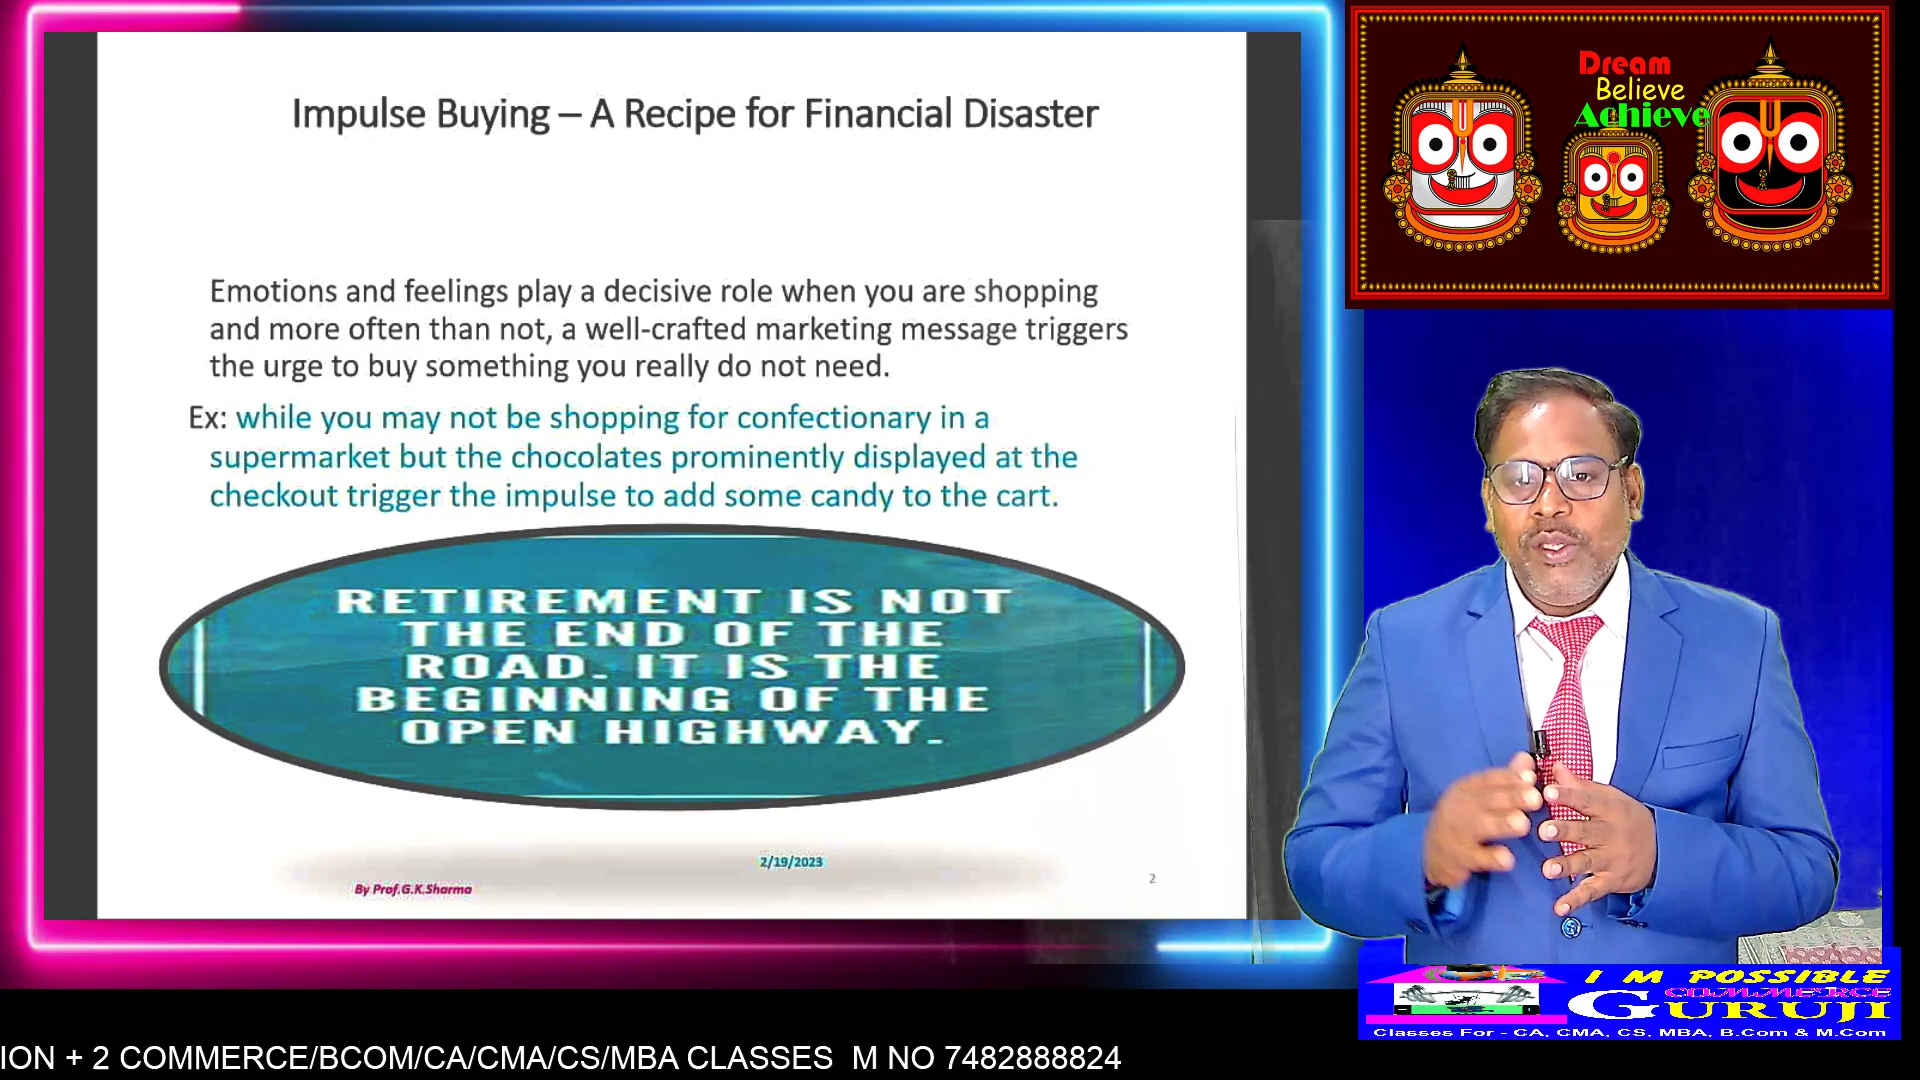 Impulse Buying – A Recipe for Financial Disaster
Emotions and feelings play a decisive role when you are shopping
and more often than not, a well-crafted marketing message triggers
the urge to buy something you really do not need.
Ex: while you may not be shopping for confectionary in a
supermarket but the chocolates prominently displayed at the
checkout trigger the impulse to add some candy to the cart.
RETIREMENT IS NOT
THE END OF THE
ROAD. IT IS THE
BEGINNING OF THE
OPEN HIGHWAY.
2/19/2023
By Prof.G.K.Sharma
2
Dream
Believe
Achieve
I M POSSIBLE
COMMERCE
GURUJI
Classes For - CA, CMA, CS, MBA, B.Com & M.Com
ION + 2 COMMERCE/BCOM/CA/CMA/CS/MBA CLASSES M NO 7482888824